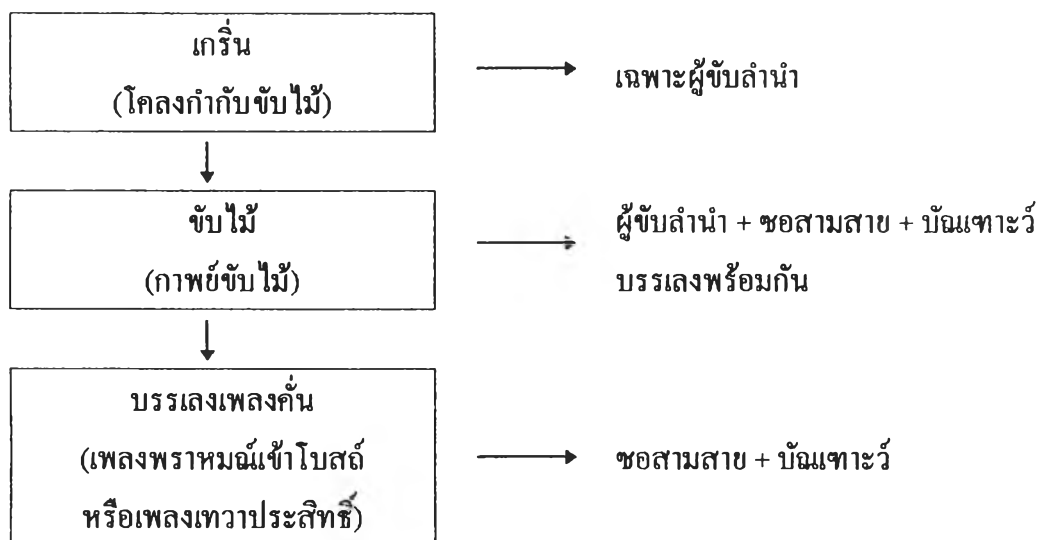 เกริ่น
(โคลงกำกับขับไม้)
เฉพาะผู้ขับลำนำ
ขับไม้
(กาพย์ขับไม้)
ผู้ขับลำนำ + ซอสามสาย + บัณเฑาะว์
บรรเลงพร้อมกัน
บรรเลงเพลงคั่น
(เพลงพราหมณ์เข้าโบสถ์
หรือเพลงเทวาประสิทธิ์)
ซอสามสาย + บัณเฑาะว์